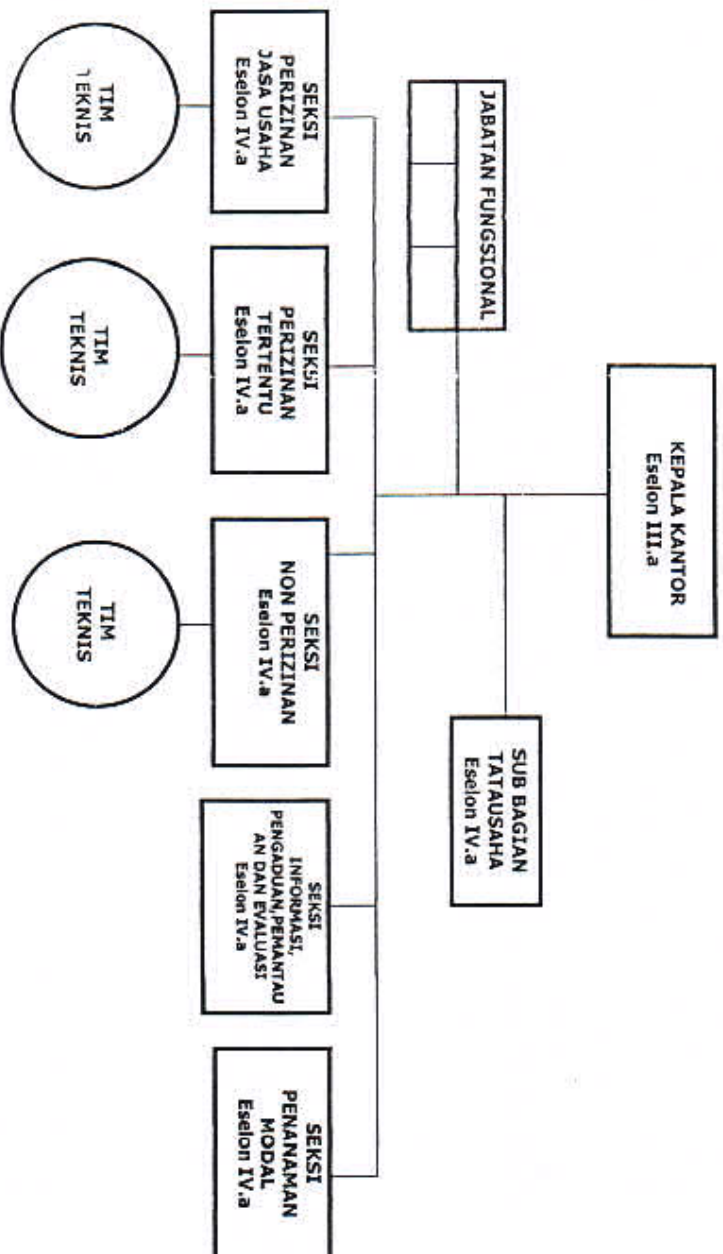 KEPALA KANTOR
Eselon III.a
JABATAN FUNGSIONAL
SUB BAGIAN
TATAUSAHA
Eselon IV.a
SEKSI
PERIZINAN
JASA USAHA
Eselon IV.a
SEKSI
PERIZINAN
TERTENTU
Eselon IV.a
SEKSI
NON PERIZINAN
Eselon IV.a
SEKSI
INFORMASI,
PENGADUAN,PEMANTAU
AN DAN EVALUASI
Eselon IV.a
SEKSI
PENANAMAN
MODAL
Eselon IV.a
TIM
TEKNIS
TIM
TEKNIS
TIM
TEKNIS